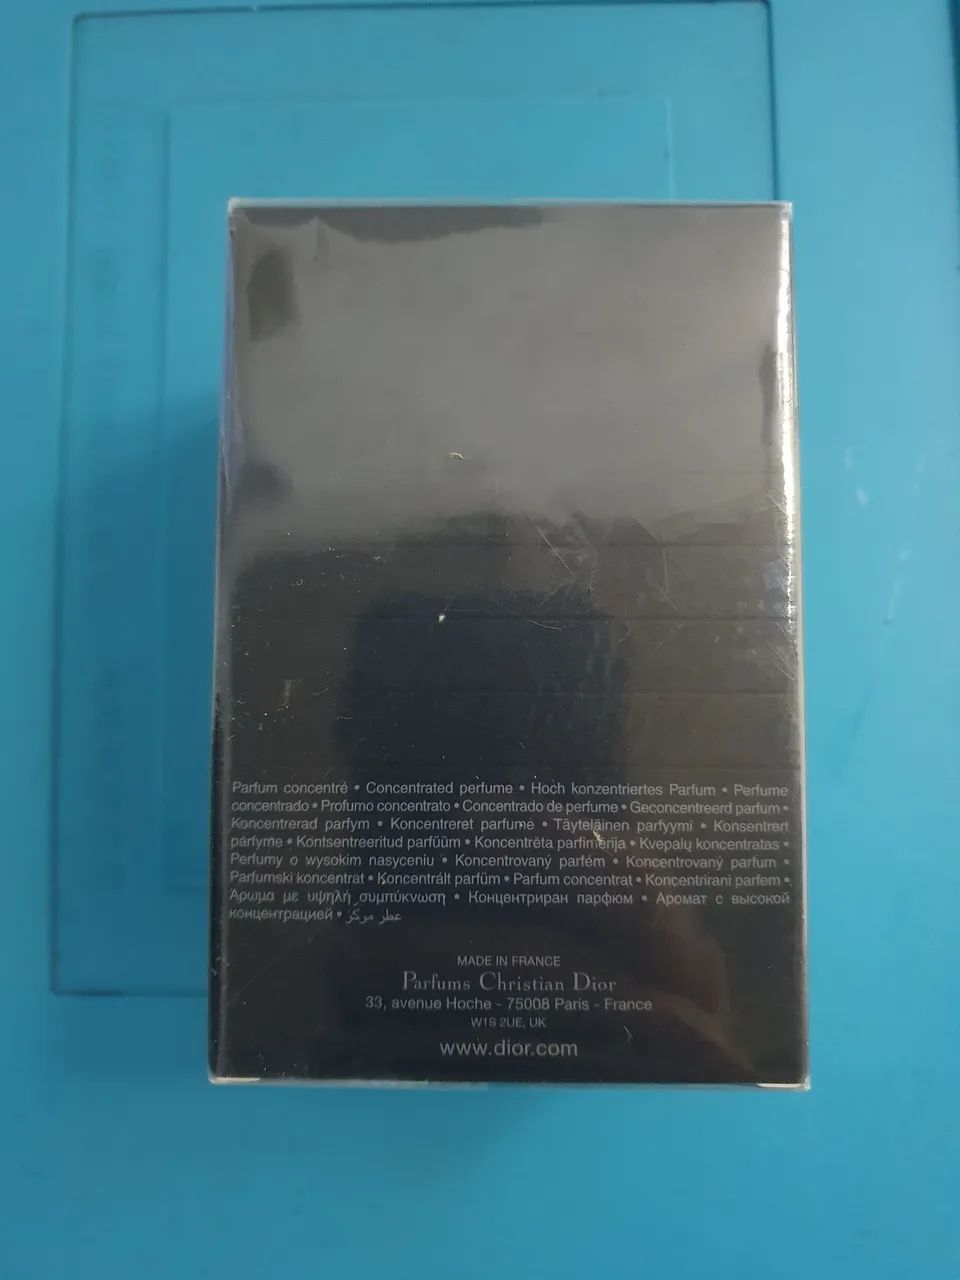 Parfum concentré • Concentrated perfume • Hoch konzentriertes Parfum • Perfume
concentrado • Profumo concentrato • Concentrado de perfume • Geconcentreerd parfum •
Koncentrerad parfym • Koncentreret parfume • Täyteläinen parfyymi • Konsentrert
parfyme • Kontsentreeritud parfüüm • Koncentrēta parfimērija • Kvepalų koncentratas •
Perfumy o wysokim nasyceniu • Koncentrovaný parfém • Koncentrovaný parfum •
Parfumski koncentrat • Koncentrált parfüm • Parfum concentrat • Koncentrirani parfem •
Άρωμα με υψηλή συμπύκνωση • Концентриран парфюм • Аромат с высокой
концентрацией • عطر مركّز
MADE IN FRANCE
Parfums Christian Dior
33, avenue Hoche - 75008 Paris - France
W1S 2UE, UK
www.dior.com